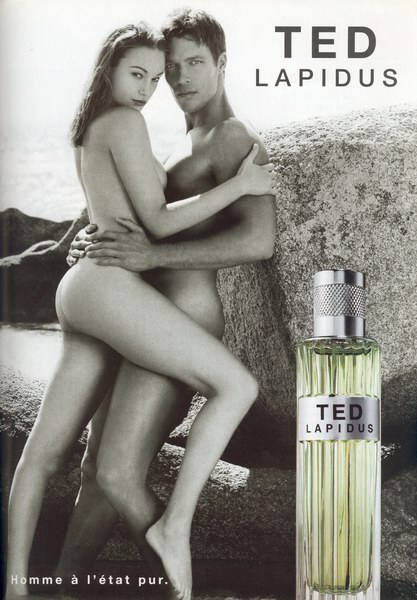 TED
LAPIDUS
TED
LAPIDUS
Homme à l'état pur.